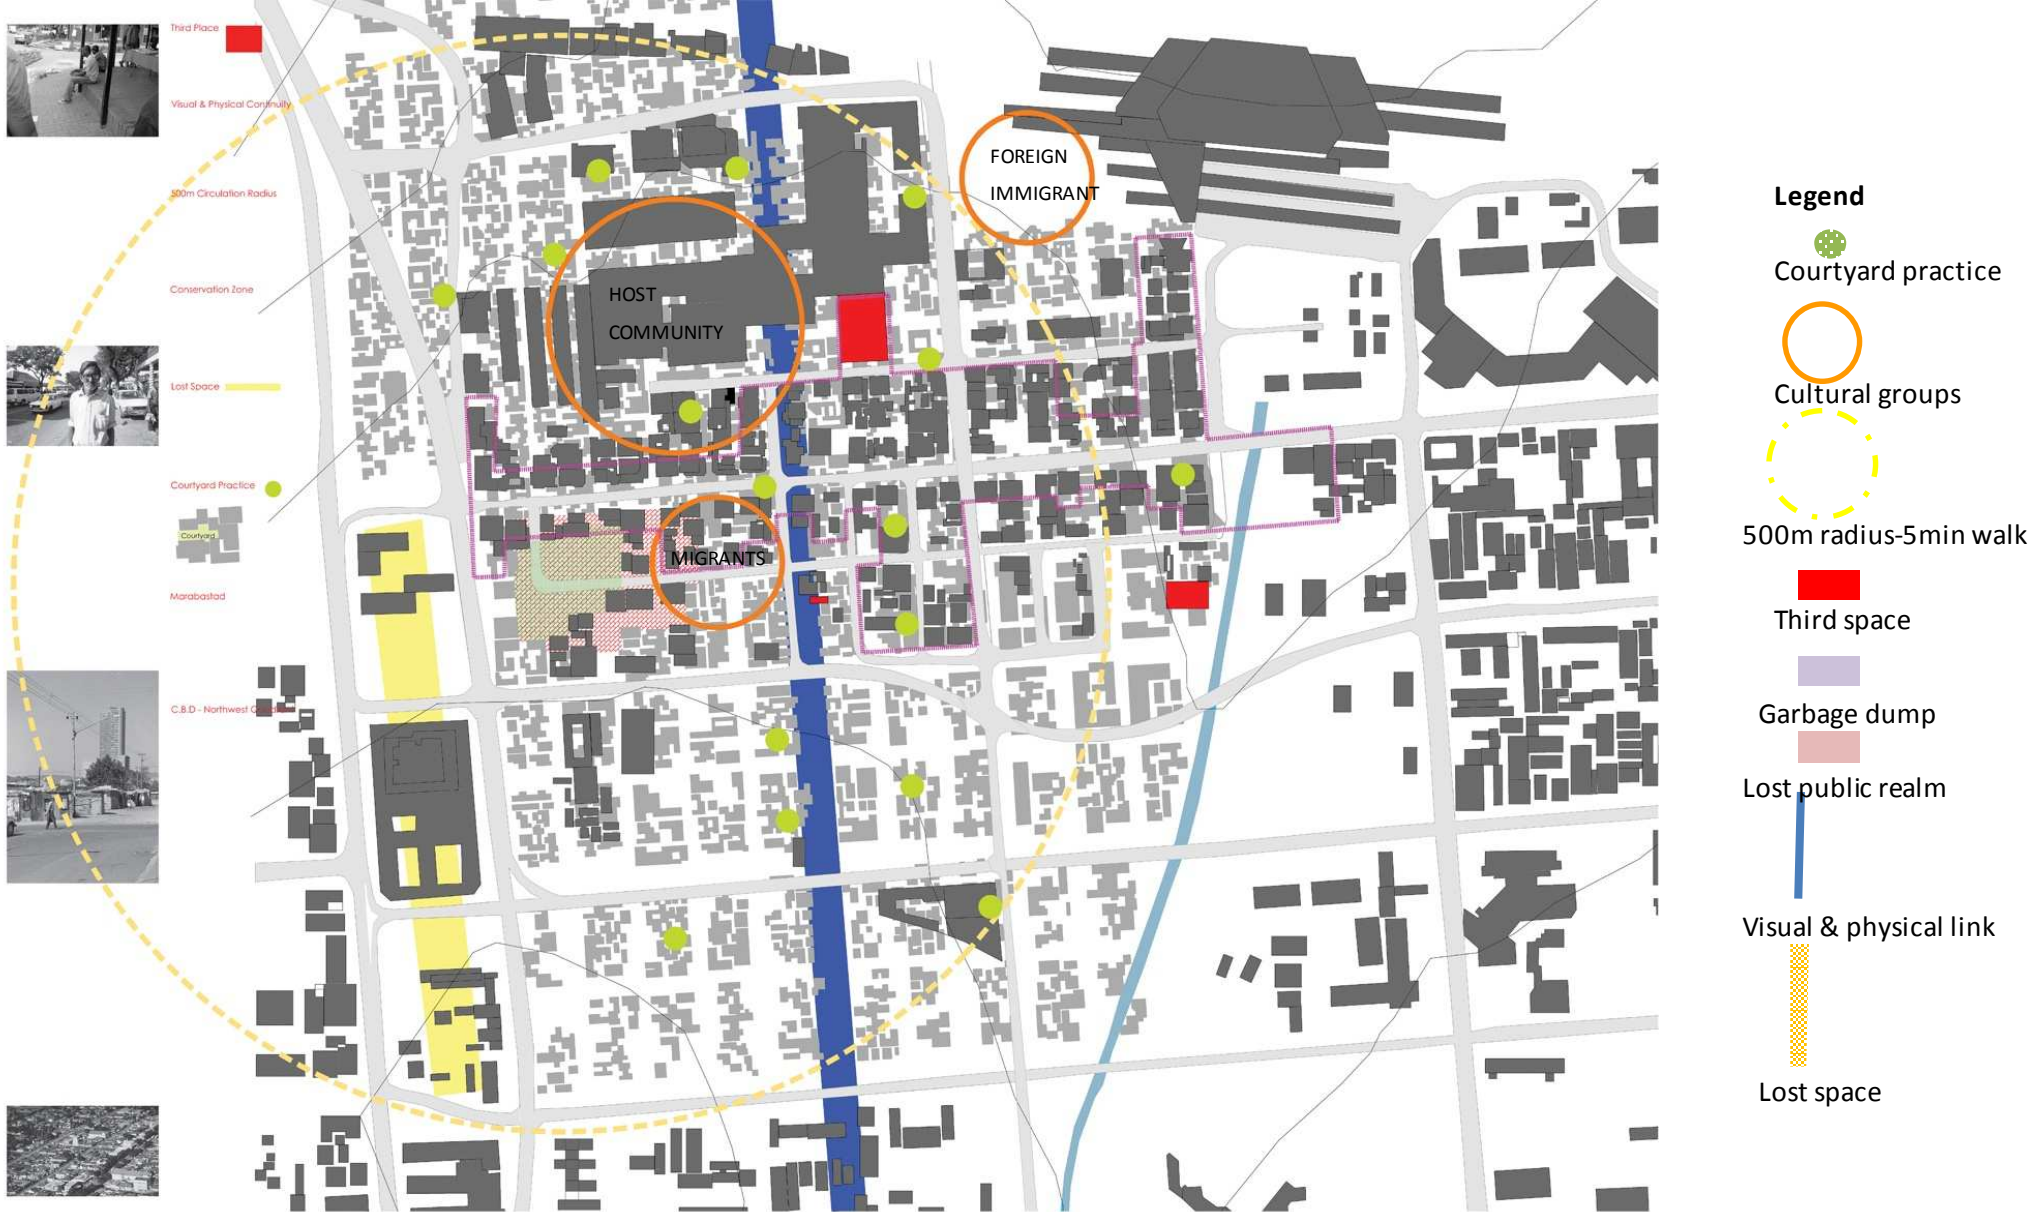 Third Place
Visual & Physical Continuity
500m Circulation Radius
Conservation Zone
Lost Space
Courtyard Practice
Courtyard
Marabastad
C.B.D - Northwest
FOREIGN
IMMIGRANT
HOST
COMMUNITY
MIGRANTS
Legend
Courtyard practice
Cultural groups
500m radius-5min walk
Third space
Garbage dump
Lost public realm
Visual & physical link
Lost space